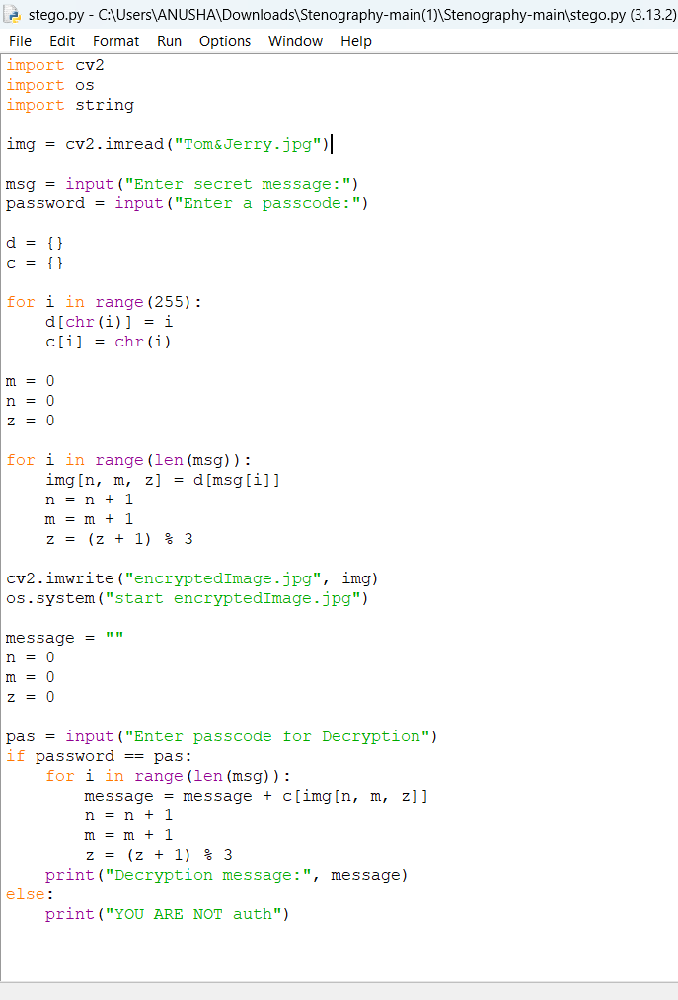 stego.py - C:\Users\ANUSHA\Downloads\Stenography-main(1)\Stenography-main\stego.py (3.13.2)
File Edit Format Run Options Window Help
import cv2
import os
import string
img = cv2.imread("Tom&Jerry.jpg")
msg = input("Enter secret message:")
password = input("Enter a passcode:")
d = {}
c = {}
for i in range(255):
    d[chr(i)] = i
    c[i] = chr(i)
m = 0
n = 0
z = 0
for i in range(len(msg)):
    img[n, m, z] = d[msg[i]]
    n = n + 1
    m = m + 1
    z = (z + 1) % 3
cv2.imwrite("encryptedImage.jpg", img)
os.system("start encryptedImage.jpg")
message = ""
n = 0
m = 0
z = 0
pas = input("Enter passcode for Decryption")
if password == pas:
    for i in range(len(msg)):
        message = message + c[img[n, m, z]]
        n = n + 1
        m = m + 1
        z = (z + 1) % 3
    print("Decryption message:", message)
else:
    print("YOU ARE NOT auth")